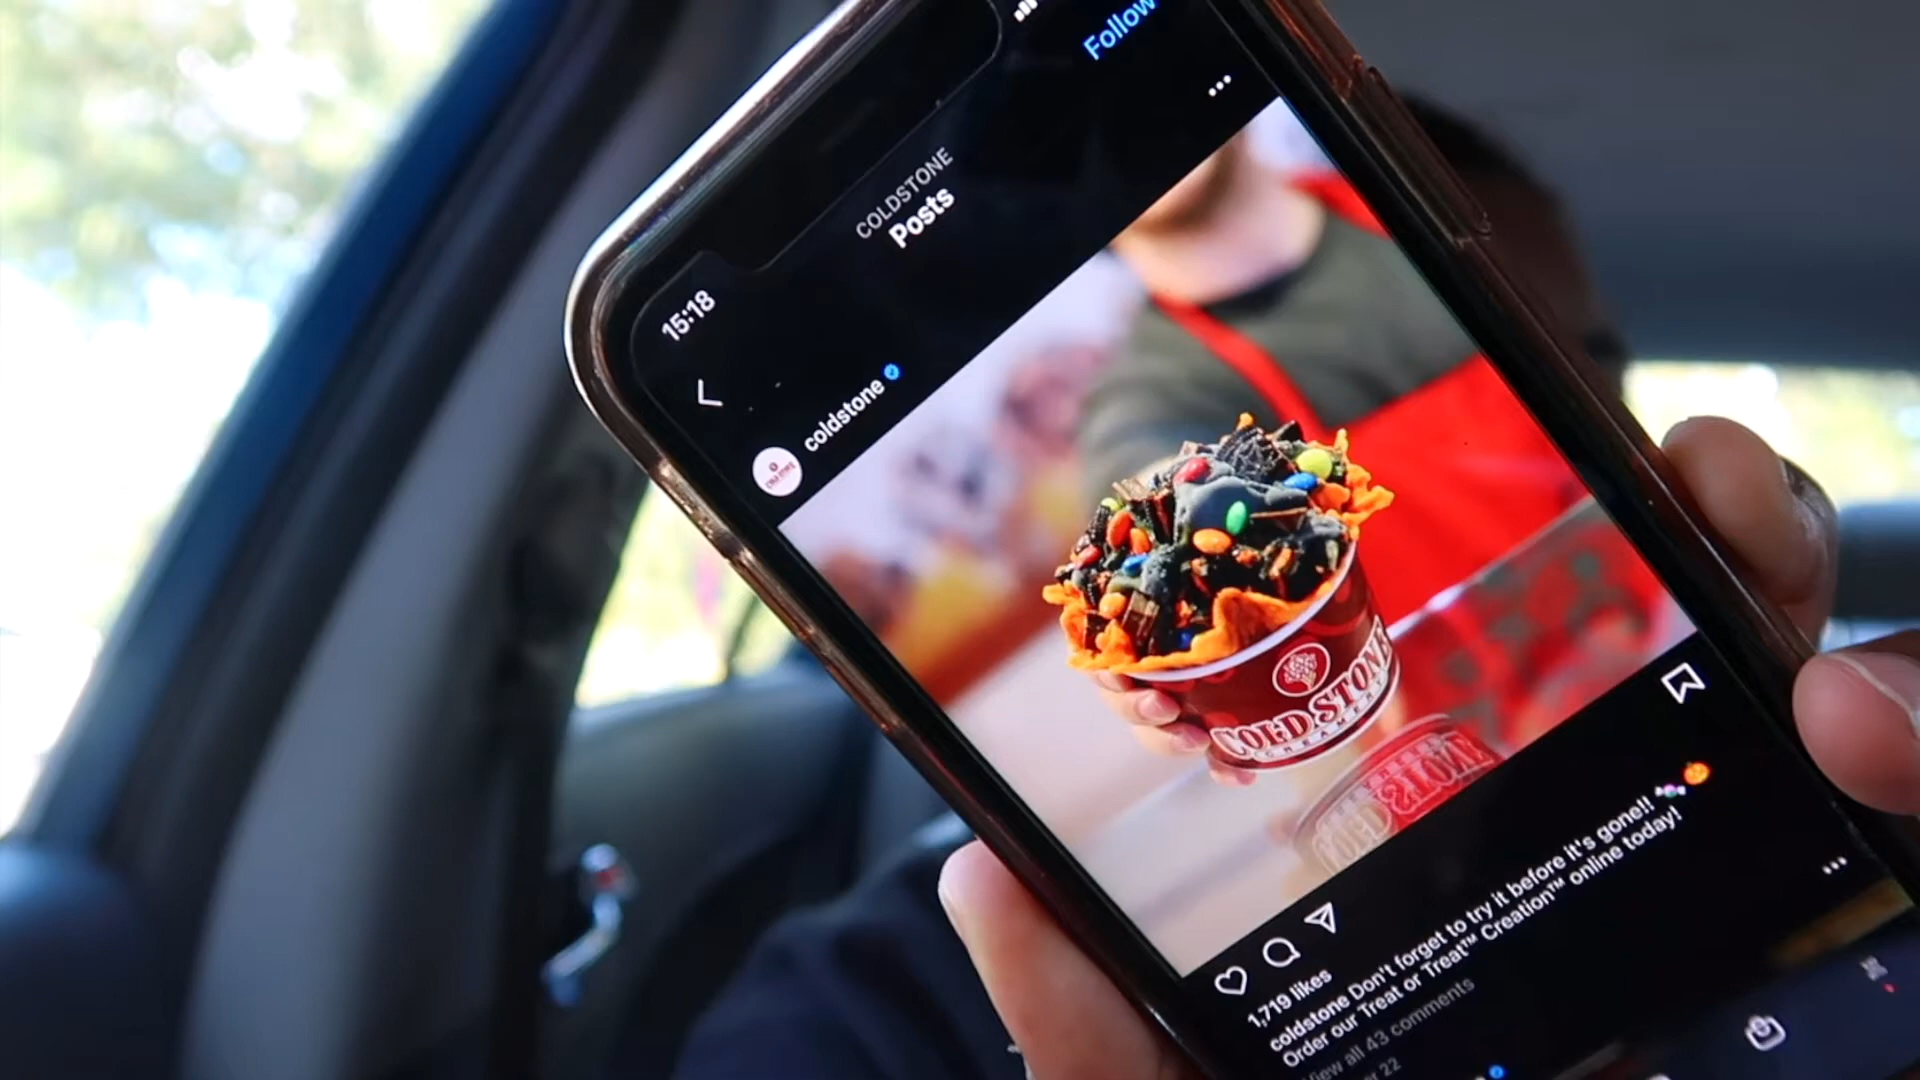 Follow
COLDSTONE
Posts
15:18
coldstone
COLD STONE
CREAMERY
1,719 likes
coldstone Don't forget to try it before it's gone!! 🍬🎃
Order our Treat or Treat™ Creation™ online today!
View all 43 comments
22